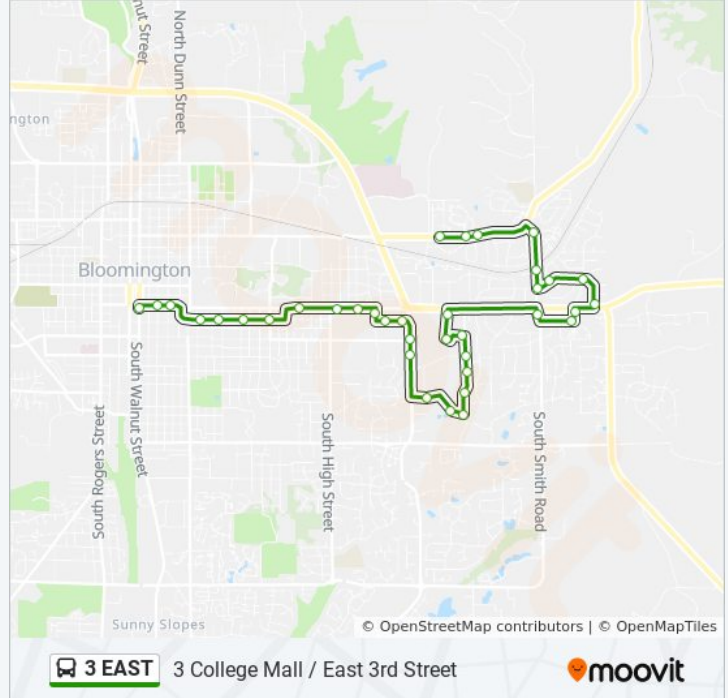 nut Street
North Dunn Street
ngton
Bloomington
South Walnut Street
South Rogers Street
South High Street
South Smith Road
Sunny Slopes
© OpenStreetMap contributors | © OpenMapTiles
3 EAST 3 College Mall / East 3rd Street
moovit